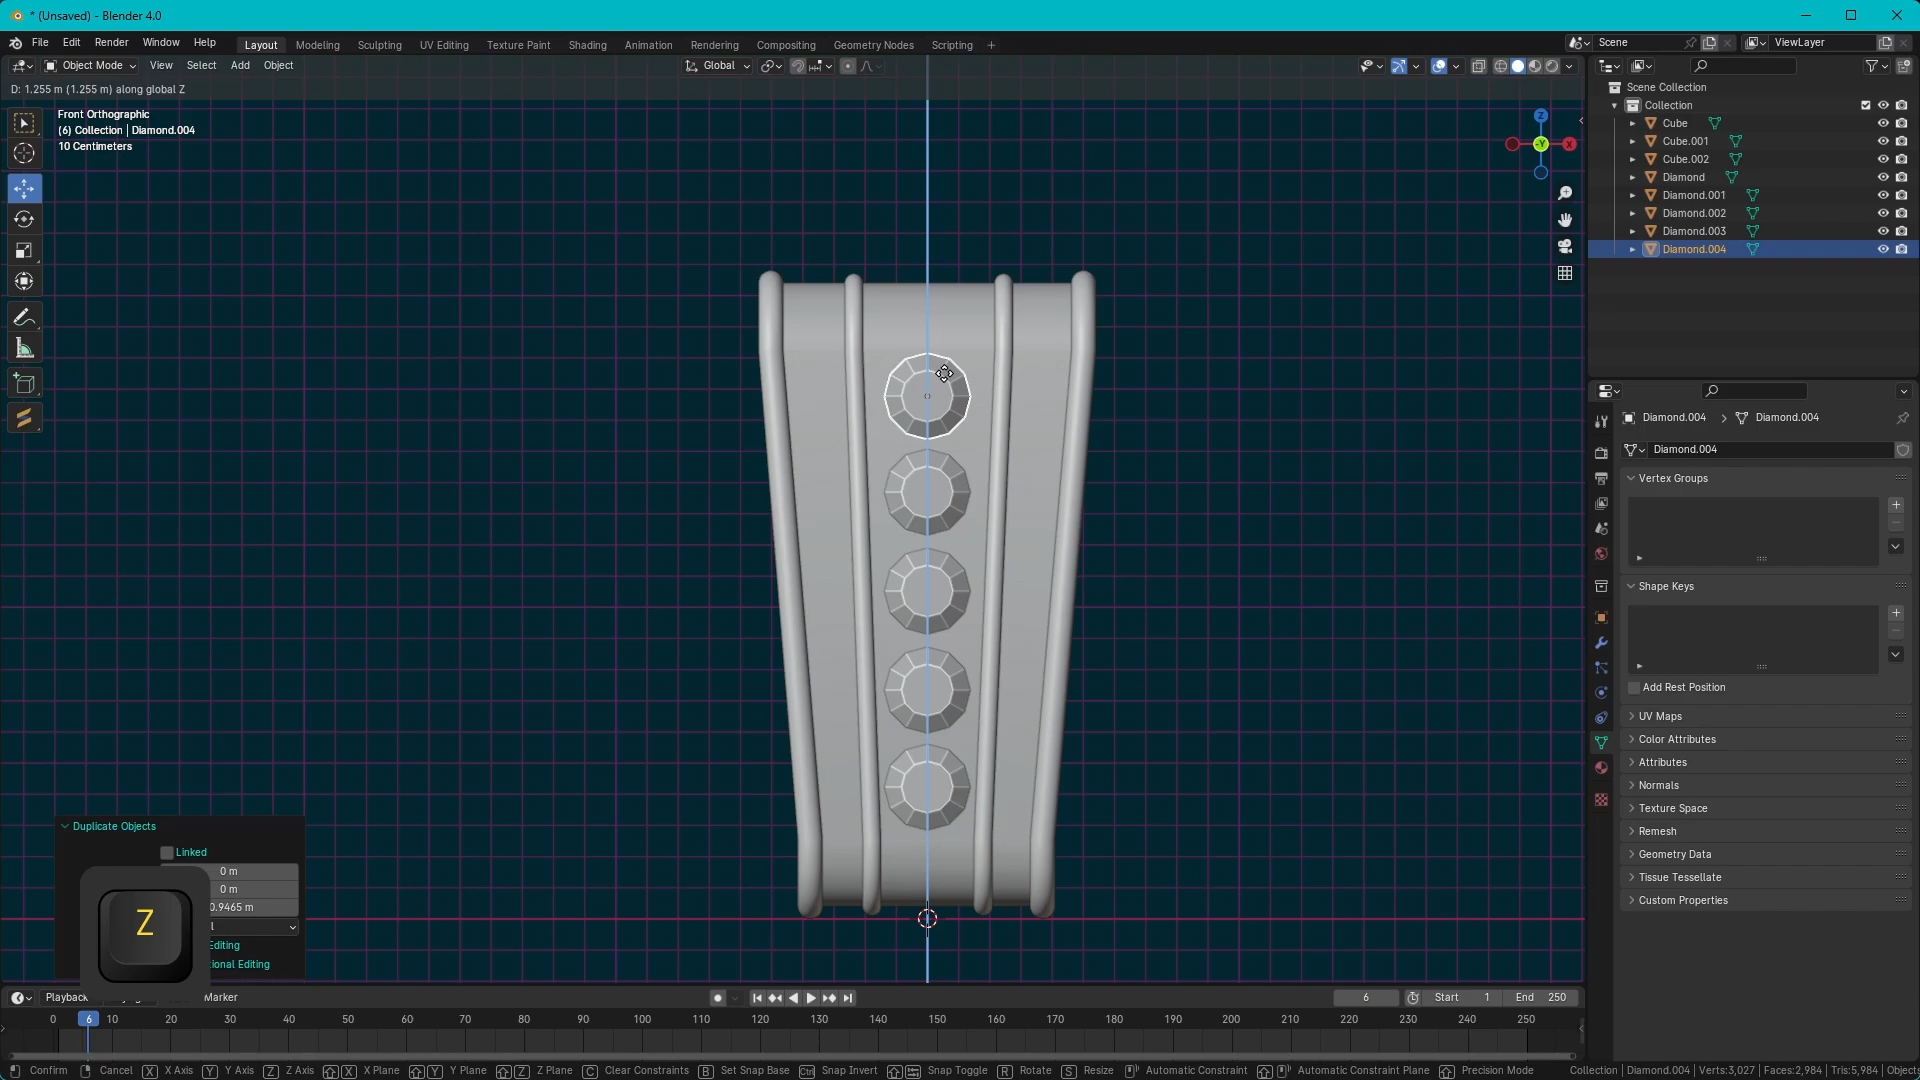 * (Unsaved) - Blender 4.0
File Edit Render Window Help Layout Modeling Sculpting UV Editing Texture Paint Shading Animation Rendering Compositing Geometry Nodes Scripting + Scene ViewLayer
Object Mode View Select Add Object Global
D: 1.255 m (1.255 m) along global Z
Front Orthographic
(6) Collection | Diamond.004
10 Centimeters
Z
-Y
X
Scene Collection
Collection
Cube
Cube.001
Cube.002
Diamond
Diamond.001
Diamond.002
Diamond.003
Diamond.004
Diamond.004 > Diamond.004
Diamond.004
Vertex Groups
Shape Keys
Add Rest Position
UV Maps
Color Attributes
Attributes
Normals
Texture Space
Remesh
Geometry Data
Tissue Tessellate
Custom Properties
Duplicate Objects
Linked
0 m
0 m
0.9465 m
l
Editing
tional Editing
Z
Playback Marker 6 Start 1 End 250
0 6 10 20 30 40 50 60 70 80 90 100 110 120 130 140 150 160 170 180 190 200 210 220 230 240 250
Confirm Cancel X X Axis Y Y Axis Z Z Axis X X Plane Y Y Plane Z Z Plane C Clear Constraints B Set Snap Base Ctrl Snap Invert Snap Toggle R Rotate S Resize Automatic Constraint Automatic Constraint Plane Precision Mode Collection | Diamond.004 | Verts:3,027 | Faces:2,984 | Tris:5,984 | Objects